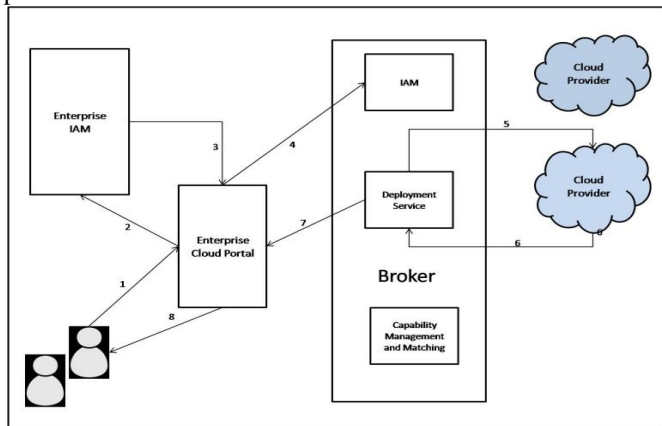 Enterprise
IAM
IAM
Cloud
Provider
3
4
5
Cloud
Provider
Deployment
Service
Enterprise
Cloud Portal
2
7
6
6
Broker
1
8
Capability
Management
and Matching